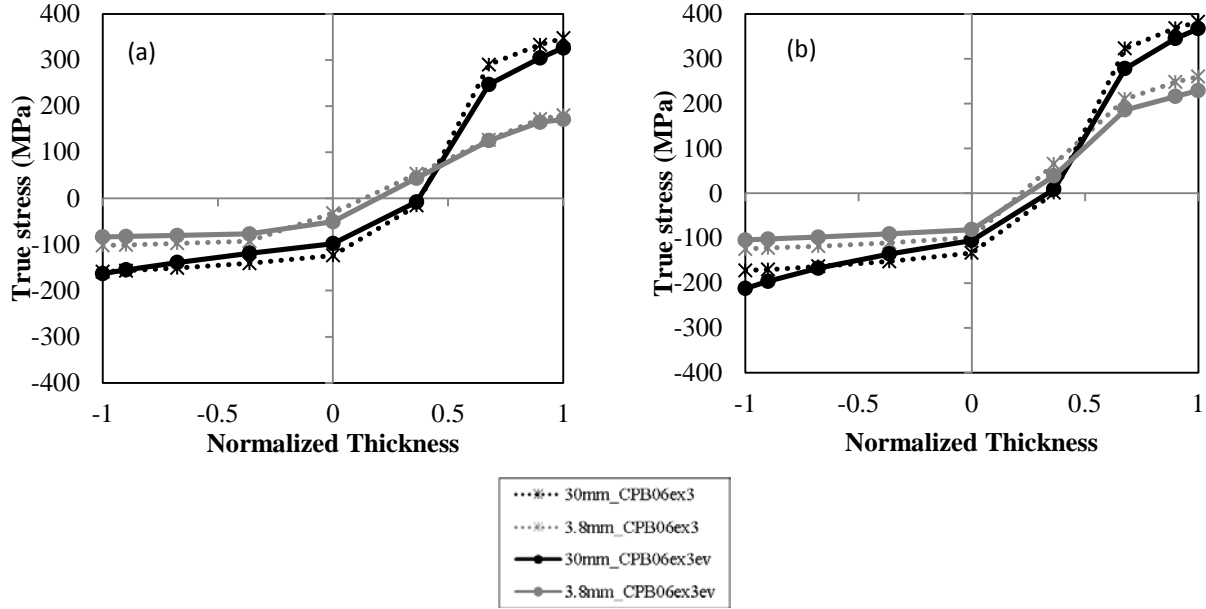 (a)
True stress (MPa)
400
300
200
100
0
-100
-200
-300
-400
-1
-0.5
0
0.5
1
Normalized Thickness
(b)
True stress (MPa)
400
300
200
100
0
-100
-200
-300
-400
-1
-0.5
0
0.5
1
Normalized Thickness
30mm_CPB06ex3
3.8mm_CPB06ex3
30mm_CPB06ex3ev
3.8mm_CPB06ex3ev